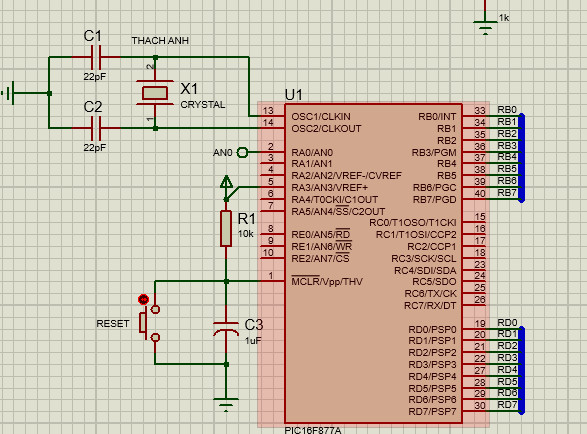 1k
C1
22pF
THACH ANH
2
X1
CRYSTAL
1
C2
22pF
U1
13 OSC1/CLKIN
14 OSC2/CLKOUT
AN0
2 RA0/AN0
3 RA1/AN1
4 RA2/AN2/VREF-/CVREF
5 RA3/AN3/VREF+
6 RA4/T0CKI/C1OUT
7 RA5/AN4/SS/C2OUT
8 RE0/AN5/RD
9 RE1/AN6/WR
10 RE2/AN7/CS
1 MCLR/Vpp/THV
RB0/INT 33 RB0
RB1 34 RB1
RB2 35 RB2
RB3/PGM 36 RB3
RB4 37 RB4
RB5 38 RB5
RB6/PGC 39 RB6
RB7/PGD 40 RB7
RC0/T1OSO/T1CKI 15
RC1/T1OSI/CCP2 16
RC2/CCP1 17
RC3/SCK/SCL 18
RC4/SDI/SDA 23
RC5/SDO 24
RC6/TX/CK 25
RC7/RX/DT 26
RD0/PSP0 19 RD0
RD1/PSP1 20 RD1
RD2/PSP2 21 RD2
RD3/PSP3 22 RD3
RD4/PSP4 27 RD4
RD5/PSP5 28 RD5
RD6/PSP6 29 RD6
RD7/PSP7 30 RD7
R1
10k
RESET
C3
1uF
PIC16F877A